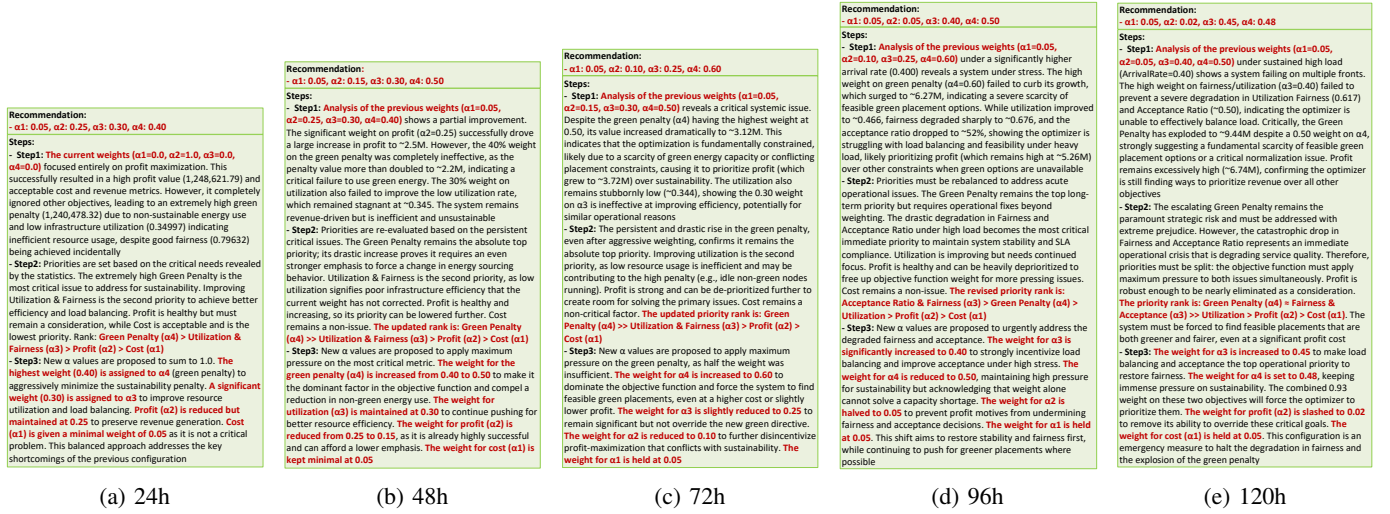 Recommendation:
- α1: 0.05, α2: 0.25, α3: 0.30, α4: 0.40
Steps:
- Step1: The current weights (α1=0.0, α2=1.0, α3=0.0,
α4=0.0) focused entirely on profit maximization. This
successfully resulted in a high profit value (1,248,621.79) and
acceptable cost and revenue metrics. However, it completely
ignored other objectives, leading to an extremely high green
penalty (1,240,478.32) due to non-sustainable energy use
and low infrastructure utilization (0.34997) indicating
inefficient resource usage, despite good fairness (0.79632)
being achieved incidentally
- Step2: Priorities are set based on the critical needs revealed
by the statistics. The extremely high Green Penalty is the
most critical issue to address for sustainability. Improving
Utilization & Fairness is the second priority to achieve better
efficiency and load balancing. Profit is healthy but must
remain a consideration, while Cost is acceptable and is the
lowest priority. Rank: Green Penalty (α4) > Utilization &
Fairness (α3) > Profit (α2) > Cost (α1)
- Step3: New α values are proposed to sum to 1.0. The
highest weight (0.40) is assigned to α4 (green penalty) to
aggressively minimize the sustainability penalty. A significant
weight (0.30) is assigned to α3 to improve resource
utilization and load balancing. Profit (α2) is reduced but
maintained at 0.25 to preserve revenue generation. Cost
(α1) is given a minimal weight of 0.05 as it is not a critical
problem. This balanced approach addresses the key
shortcomings of the previous configuration
(a) 24h
Recommendation:
- α1: 0.05, α2: 0.15, α3: 0.30, α4: 0.50
Steps:
- Step1: Analysis of the previous weights (α1=0.05,
α2=0.25, α3=0.30, α4=0.40) shows a partial improvement.
The significant weight on profit (α2=0.25) successfully drove
a large increase in profit to ~2.5M. However, the 40% weight
on the green penalty was completely ineffective, as the
penalty value more than doubled to ~2.2M, indicating a
critical failure to use green energy. The 30% weight on
utilization also failed to improve the low utilization rate,
which remained stagnant at ~0.345. The system remains
revenue-driven but is inefficient and unsustainable
- Step2: Priorities are re-evaluated based on the persistent
critical issues. The Green Penalty remains the absolute top
priority; its drastic increase proves it requires an even
stronger emphasis to force a change in energy sourcing
behavior. Utilization & Fairness is the second priority, as low
utilization signifies poor infrastructure efficiency that the
current weight has not corrected. Profit is healthy and
increasing, so its priority can be lowered further. Cost
remains a non-issue. The updated rank is: Green Penalty
(α4) >> Utilization & Fairness (α3) > Profit (α2) > Cost (α1)
- Step3: New α values are proposed to apply maximum
pressure on the most critical metric. The weight for the
green penalty (α4) is increased from 0.40 to 0.50 to make it
the dominant factor in the objective function and compel a
reduction in non-green energy use. The weight for
utilization (α3) is maintained at 0.30 to continue pushing for
better resource efficiency. The weight for profit (α2) is
reduced from 0.25 to 0.15, as it is already highly successful
and can afford a lower emphasis. The weight for cost (α1) is
kept minimal at 0.05
(b) 48h
Recommendation:
- α1: 0.05, α2: 0.10, α3: 0.25, α4: 0.60
Steps:
- Step1: Analysis of the previous weights (α1=0.05,
α2=0.15, α3=0.30, α4=0.50) reveals a critical systemic issue.
Despite the green penalty (α4) having the highest weight at
0.50, its value increased dramatically to ~3.12M. This
indicates that the optimization is fundamentally constrained,
likely due to a scarcity of green energy capacity or conflicting
placement constraints, causing it to prioritize profit (which
grew to ~3.72M) over sustainability. The utilization also
remains stubbornly low (~0.344), showing the 0.30 weight
on α3 is ineffective at improving efficiency, potentially for
similar operational reasons
- Step2: The persistent and drastic rise in the green penalty,
even after aggressive weighting, confirms it remains the
absolute top priority. Improving utilization is the second
priority, as low resource usage is inefficient and may be
contributing to the high penalty (e.g., idle non-green nodes
running). Profit is strong and can be de-prioritized further to
create room for solving the primary issues. Cost remains a
non-critical factor. The updated priority rank is: Green
Penalty (α4) >> Utilization & Fairness (α3) > Profit (α2) >
Cost (α1)
- Step3: New α values are proposed to apply maximum
pressure on the green penalty, as half the weight was
insufficient. The weight for α4 is increased to 0.60 to
dominate the objective function and force the system to find
feasible green placements, even at a higher cost or slightly
lower profit. The weight for α3 is slightly reduced to 0.25 to
remain significant but not override the new green directive.
The weight for α2 is reduced to 0.10 to further disincentivize
profit-maximization that conflicts with sustainability. The
weight for α1 is held at 0.05
(c) 72h
Recommendation:
- α1: 0.05, α2: 0.05, α3: 0.40, α4: 0.50
Steps:
- Step1: Analysis of the previous weights (α1=0.05,
α2=0.10, α3=0.25, α4=0.60) under a significantly higher
arrival rate (0.400) reveals a system under stress. The high
weight on green penalty (α4=0.60) failed to curb its growth,
which surged to ~6.27M, indicating a severe scarcity of
feasible green placement options. While utilization improved
to ~0.466, fairness degraded sharply to ~0.676, and the
acceptance ratio dropped to ~52%, showing the optimizer is
struggling with load balancing and feasibility under heavy
load, likely prioritizing profit (which remains high at ~5.26M)
over other constraints when green options are unavailable
- Step2: Priorities must be rebalanced to address acute
operational issues. The Green Penalty remains the top long-
term priority but requires operational fixes beyond
weighting. The drastic degradation in Fairness and
Acceptance Ratio under high load becomes the most critical
immediate priority to maintain system stability and SLA
compliance. Utilization is improving but needs continued
focus. Profit is healthy and can be heavily deprioritized to
free up objective function weight for more pressing issues.
Cost remains a non-issue. The revised priority rank is:
Acceptance Ratio & Fairness (α3) > Green Penalty (α4) >
Utilization > Profit (α2) > Cost (α1)
- Step3: New α values are proposed to urgently address the
degraded fairness and acceptance. The weight for α3 is
significantly increased to 0.40 to strongly incentivize load
balancing and improve acceptance under high stress. The
weight for α4 is reduced to 0.50, maintaining high pressure
for sustainability but acknowledging that weight alone
cannot solve a capacity shortage. The weight for α2 is
halved to 0.05 to prevent profit motives from undermining
fairness and acceptance decisions. The weight for α1 is held
at 0.05. This shift aims to restore stability and fairness first,
while continuing to push for greener placements where
possible
(d) 96h
Recommendation:
- α1: 0.05, α2: 0.02, α3: 0.45, α4: 0.48
Steps:
- Step1: Analysis of the previous weights (α1=0.05,
α2=0.05, α3=0.40, α4=0.50) under sustained high load
(ArrivalRate=0.40) shows a system failing on multiple fronts.
The high weight on fairness/utilization (α3=0.40) failed to
prevent a severe degradation in Utilization Fairness (0.617)
and Acceptance Ratio (~0.50), indicating the optimizer is
unable to effectively balance load. Critically, the Green
Penalty has exploded to ~9.44M despite a 0.50 weight on α4,
strongly suggesting a fundamental scarcity of feasible green
placement options or a critical normalization issue. Profit
remains excessively high (~6.74M), confirming the optimizer
is still finding ways to prioritize revenue over all other
objectives
- Step2: The escalating Green Penalty remains the
paramount strategic risk and must be addressed with
extreme prejudice. However, the catastrophic drop in
Fairness and Acceptance Ratio represents an immediate
operational crisis that is degrading service quality. Therefore,
priorities must be split: the objective function must apply
maximum pressure to both issues simultaneously. Profit is
robust enough to be nearly eliminated as a consideration.
The priority rank is: Green Penalty (α4) ≈ Fairness &
Acceptance (α3) >> Utilization > Profit (α2) > Cost (α1). The
system must be forced to find feasible placements that are
both greener and fairer, even at a significant profit cost
- Step3: The weight for α3 is increased to 0.45 to make load
balancing and acceptance the top operational priority to
restore fairness. The weight for α4 is set to 0.48, keeping
immense pressure on sustainability. The combined 0.93
weight on these two objectives will force the optimizer to
prioritize them. The weight for profit (α2) is slashed to 0.02
to remove its ability to override these critical goals. The
weight for cost (α1) is held at 0.05. This configuration is an
emergency measure to halt the degradation in fairness and
the explosion of the green penalty
(e) 120h